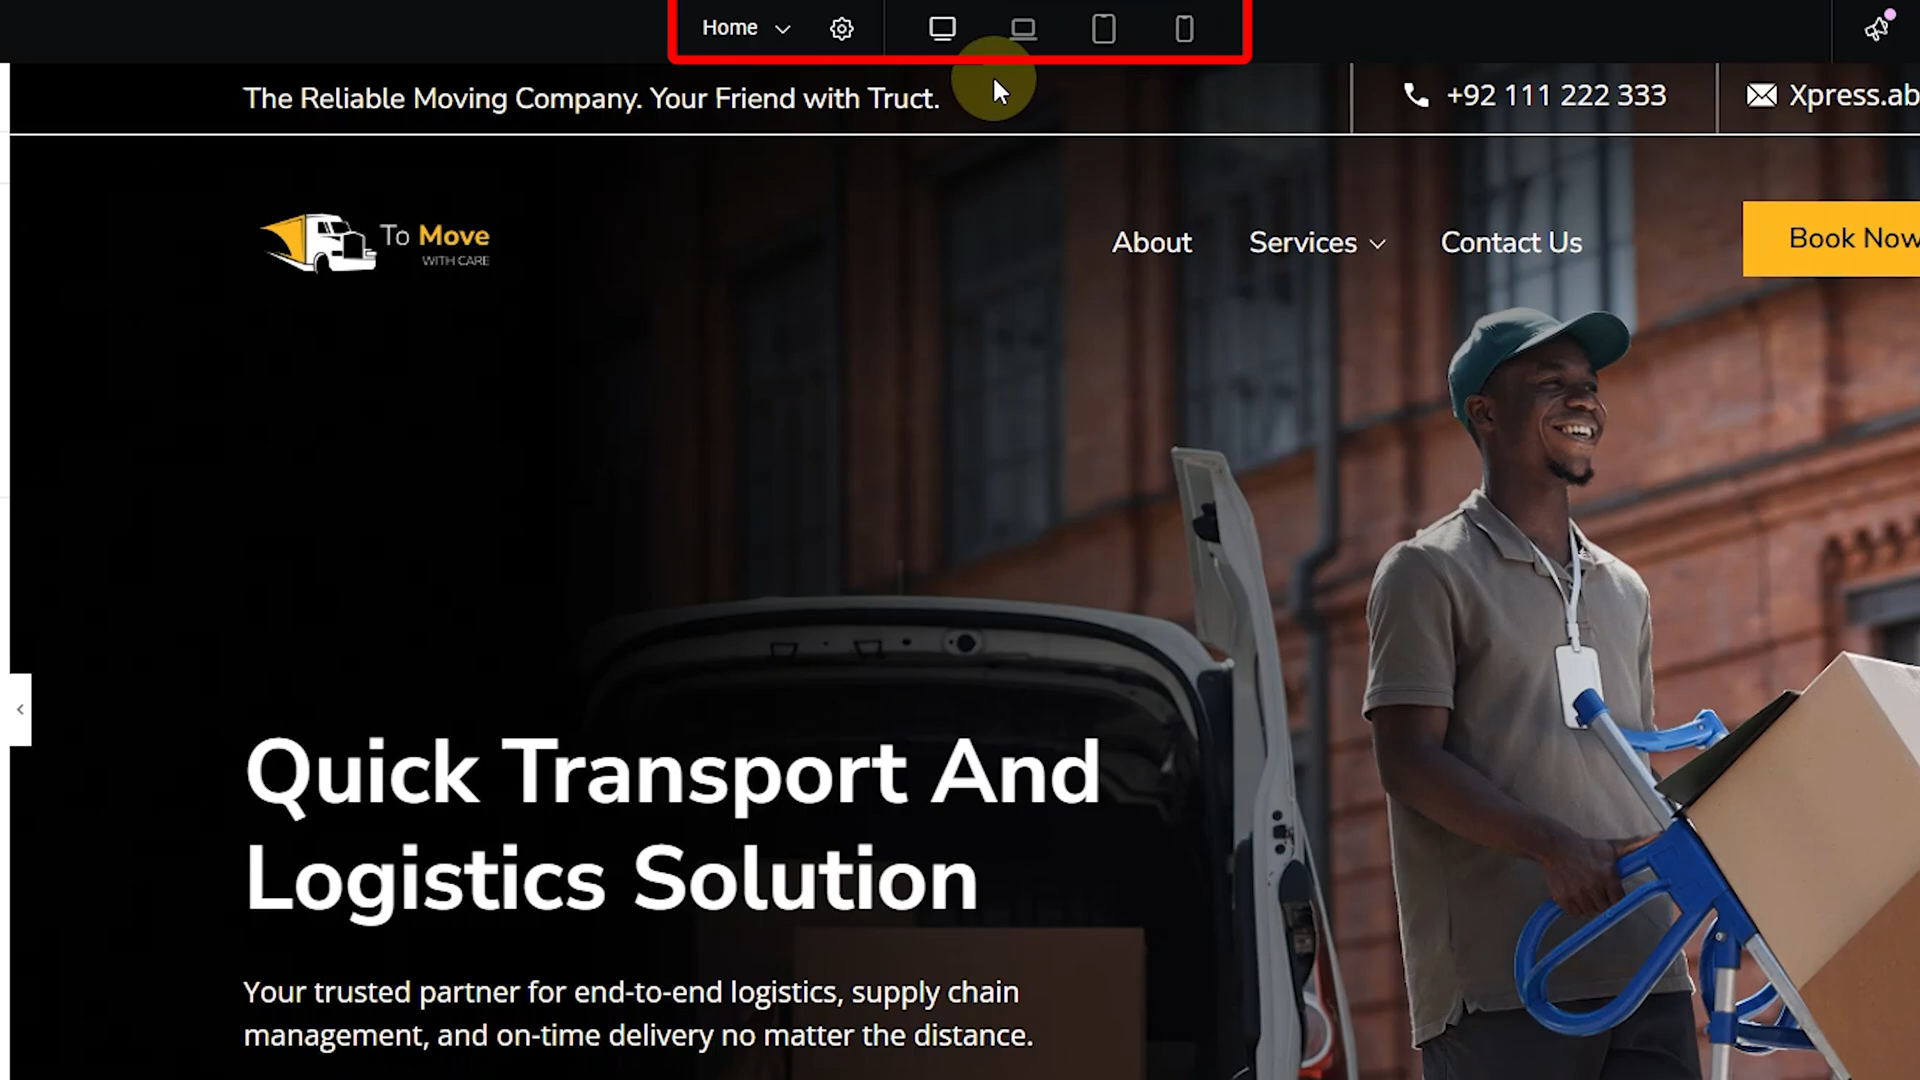 Home
The Reliable Moving Company. Your Friend with Truct.
+92 111 222 333
Xpress.ab
To Move
WITH CARE
About
Services
Contact Us
Book Now
Quick Transport And
Logistics Solution
Your trusted partner for end-to-end logistics, supply chain
management, and on-time delivery no matter the distance.